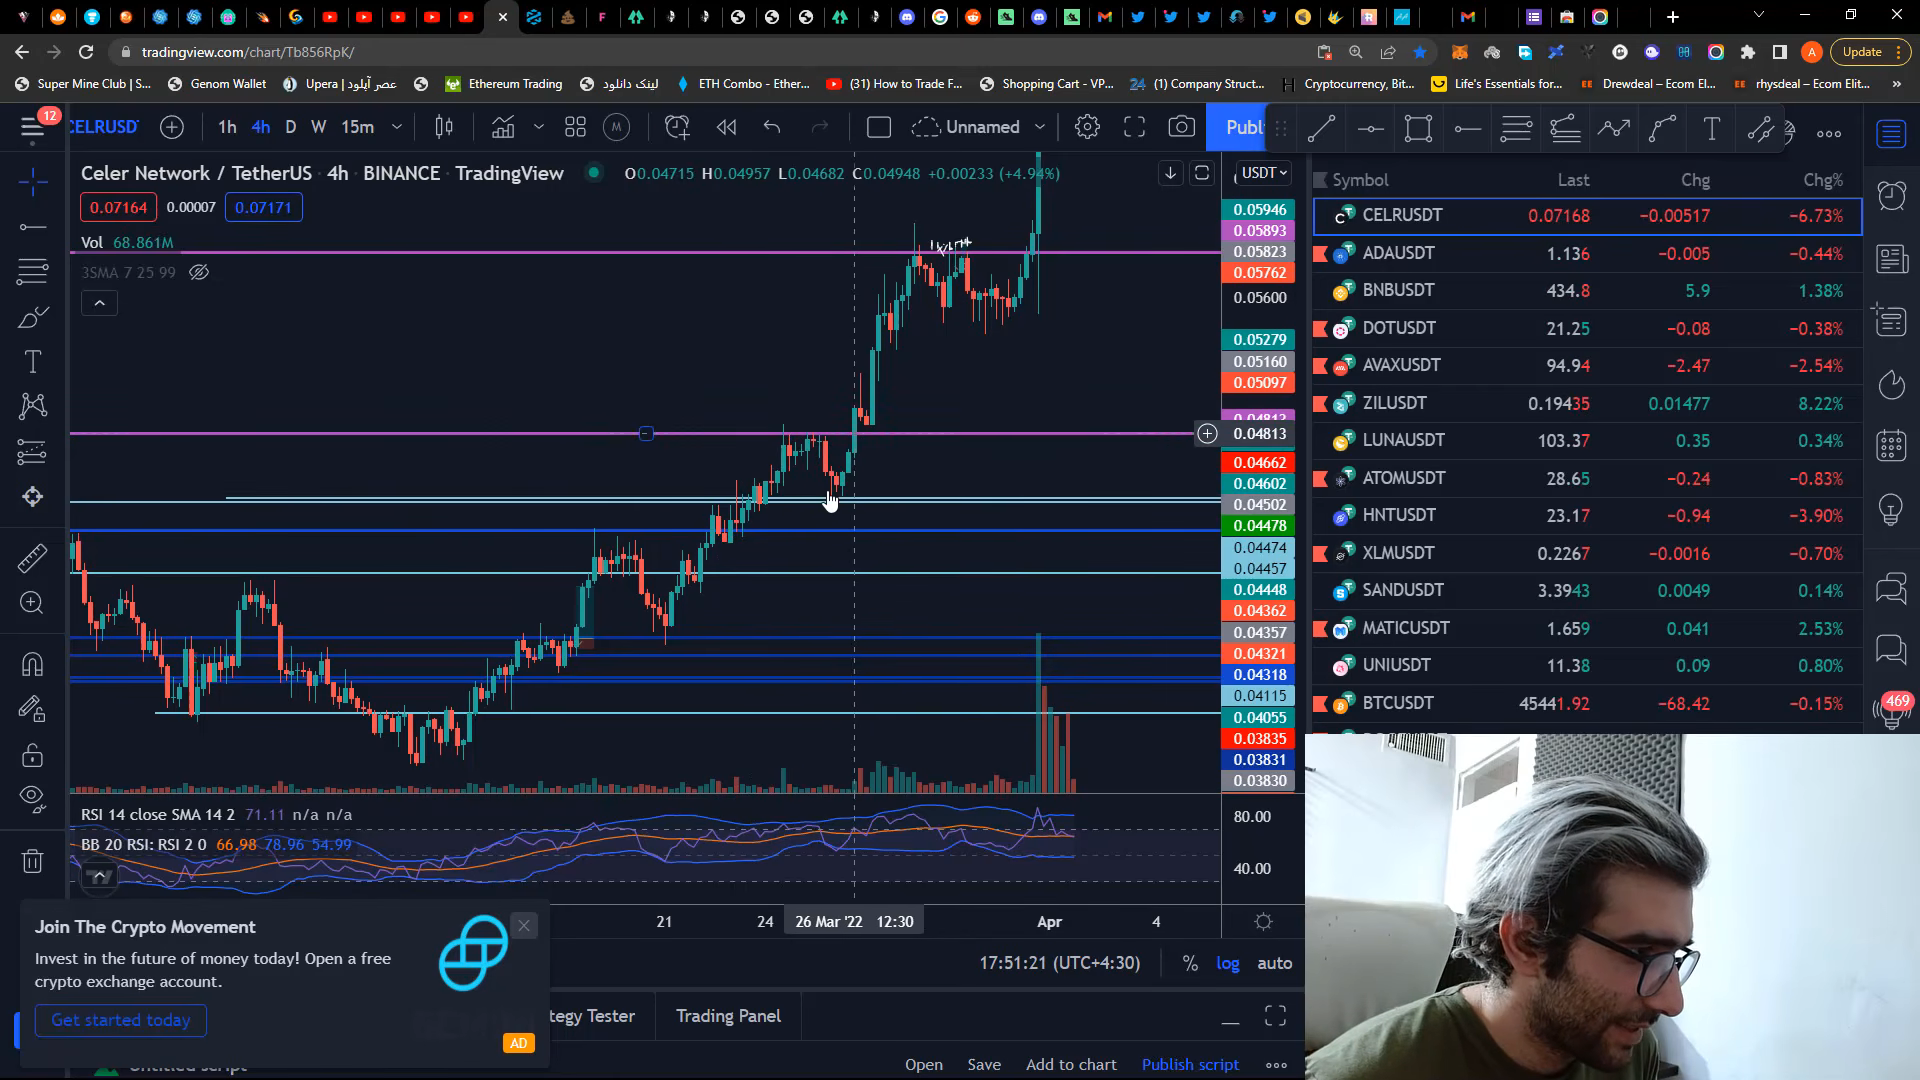 tradingview.com/chart/Tb856RpK/
Update
Super Mine Club | S...
Genom Wallet
Upera | عصر آپلود
Ethereum Trading
لینک دانلود
ETH Combo - Ether...
(31) How to Trade F...
Shopping Cart - VP...
24 (1) Company Struct...
Cryptocurrency, Bit...
Life's Essentials for...
EE Drewdeal – Ecom Elit...
EE rhysdeal – Ecom Elit...
12
CELRUSD
1h 4h D W 15m
M
Unnamed
Publ
T
Celer Network / TetherUS · 4h · BINANCE · TradingView
O0.04715 H0.04957 L0.04682 C0.04948 +0.00233 (+4.94%)
USDT
0.07164 0.00007 0.07171
Vol 68.861M
3SMA 7 25 99
0.05946
0.05893
0.05823
0.05762
0.05600
0.05279
0.05160
0.05097
0.04813
0.04813
0.04662
0.04602
0.04502
0.04478
0.04474
0.04457
0.04448
0.04362
0.04357
0.04321
0.04318
0.04115
0.04055
0.03835
0.03831
0.03830
RSI 14 close SMA 14 2 71.11 n/a n/a
BB 20 RSI: RSI 2 0 66.98 78.96 54.99
80.00
40.00
21 24 26 Mar '22 12:30 Apr 4
17:51:21 (UTC+4:30) % log auto
Symbol Last Chg Chg%
CELRUSDT 0.07168 −0.00517 −6.73%
ADAUSDT 1.136 −0.005 −0.44%
BNBUSDT 434.8 5.9 1.38%
DOTUSDT 21.25 −0.08 −0.38%
AVAXUSDT 94.94 −2.47 −2.54%
ZILUSDT 0.19435 0.01477 8.22%
LUNAUSDT 103.37 0.35 0.34%
ATOMUSDT 28.65 −0.24 −0.83%
HNTUSDT 23.17 −0.94 −3.90%
XLMUSDT 0.2267 −0.0016 −0.70%
SANDUSDT 3.3943 0.0049 0.14%
MATICUSDT 1.659 0.041 2.53%
UNIUSDT 11.38 0.09 0.80%
BTCUSDT 45441.92 −68.42 −0.15%
469
Join The Crypto Movement
Invest in the future of money today! Open a free
crypto exchange account.
Get started today
AD
tegy Tester
Trading Panel
Untitled script
Open Save Add to chart Publish script